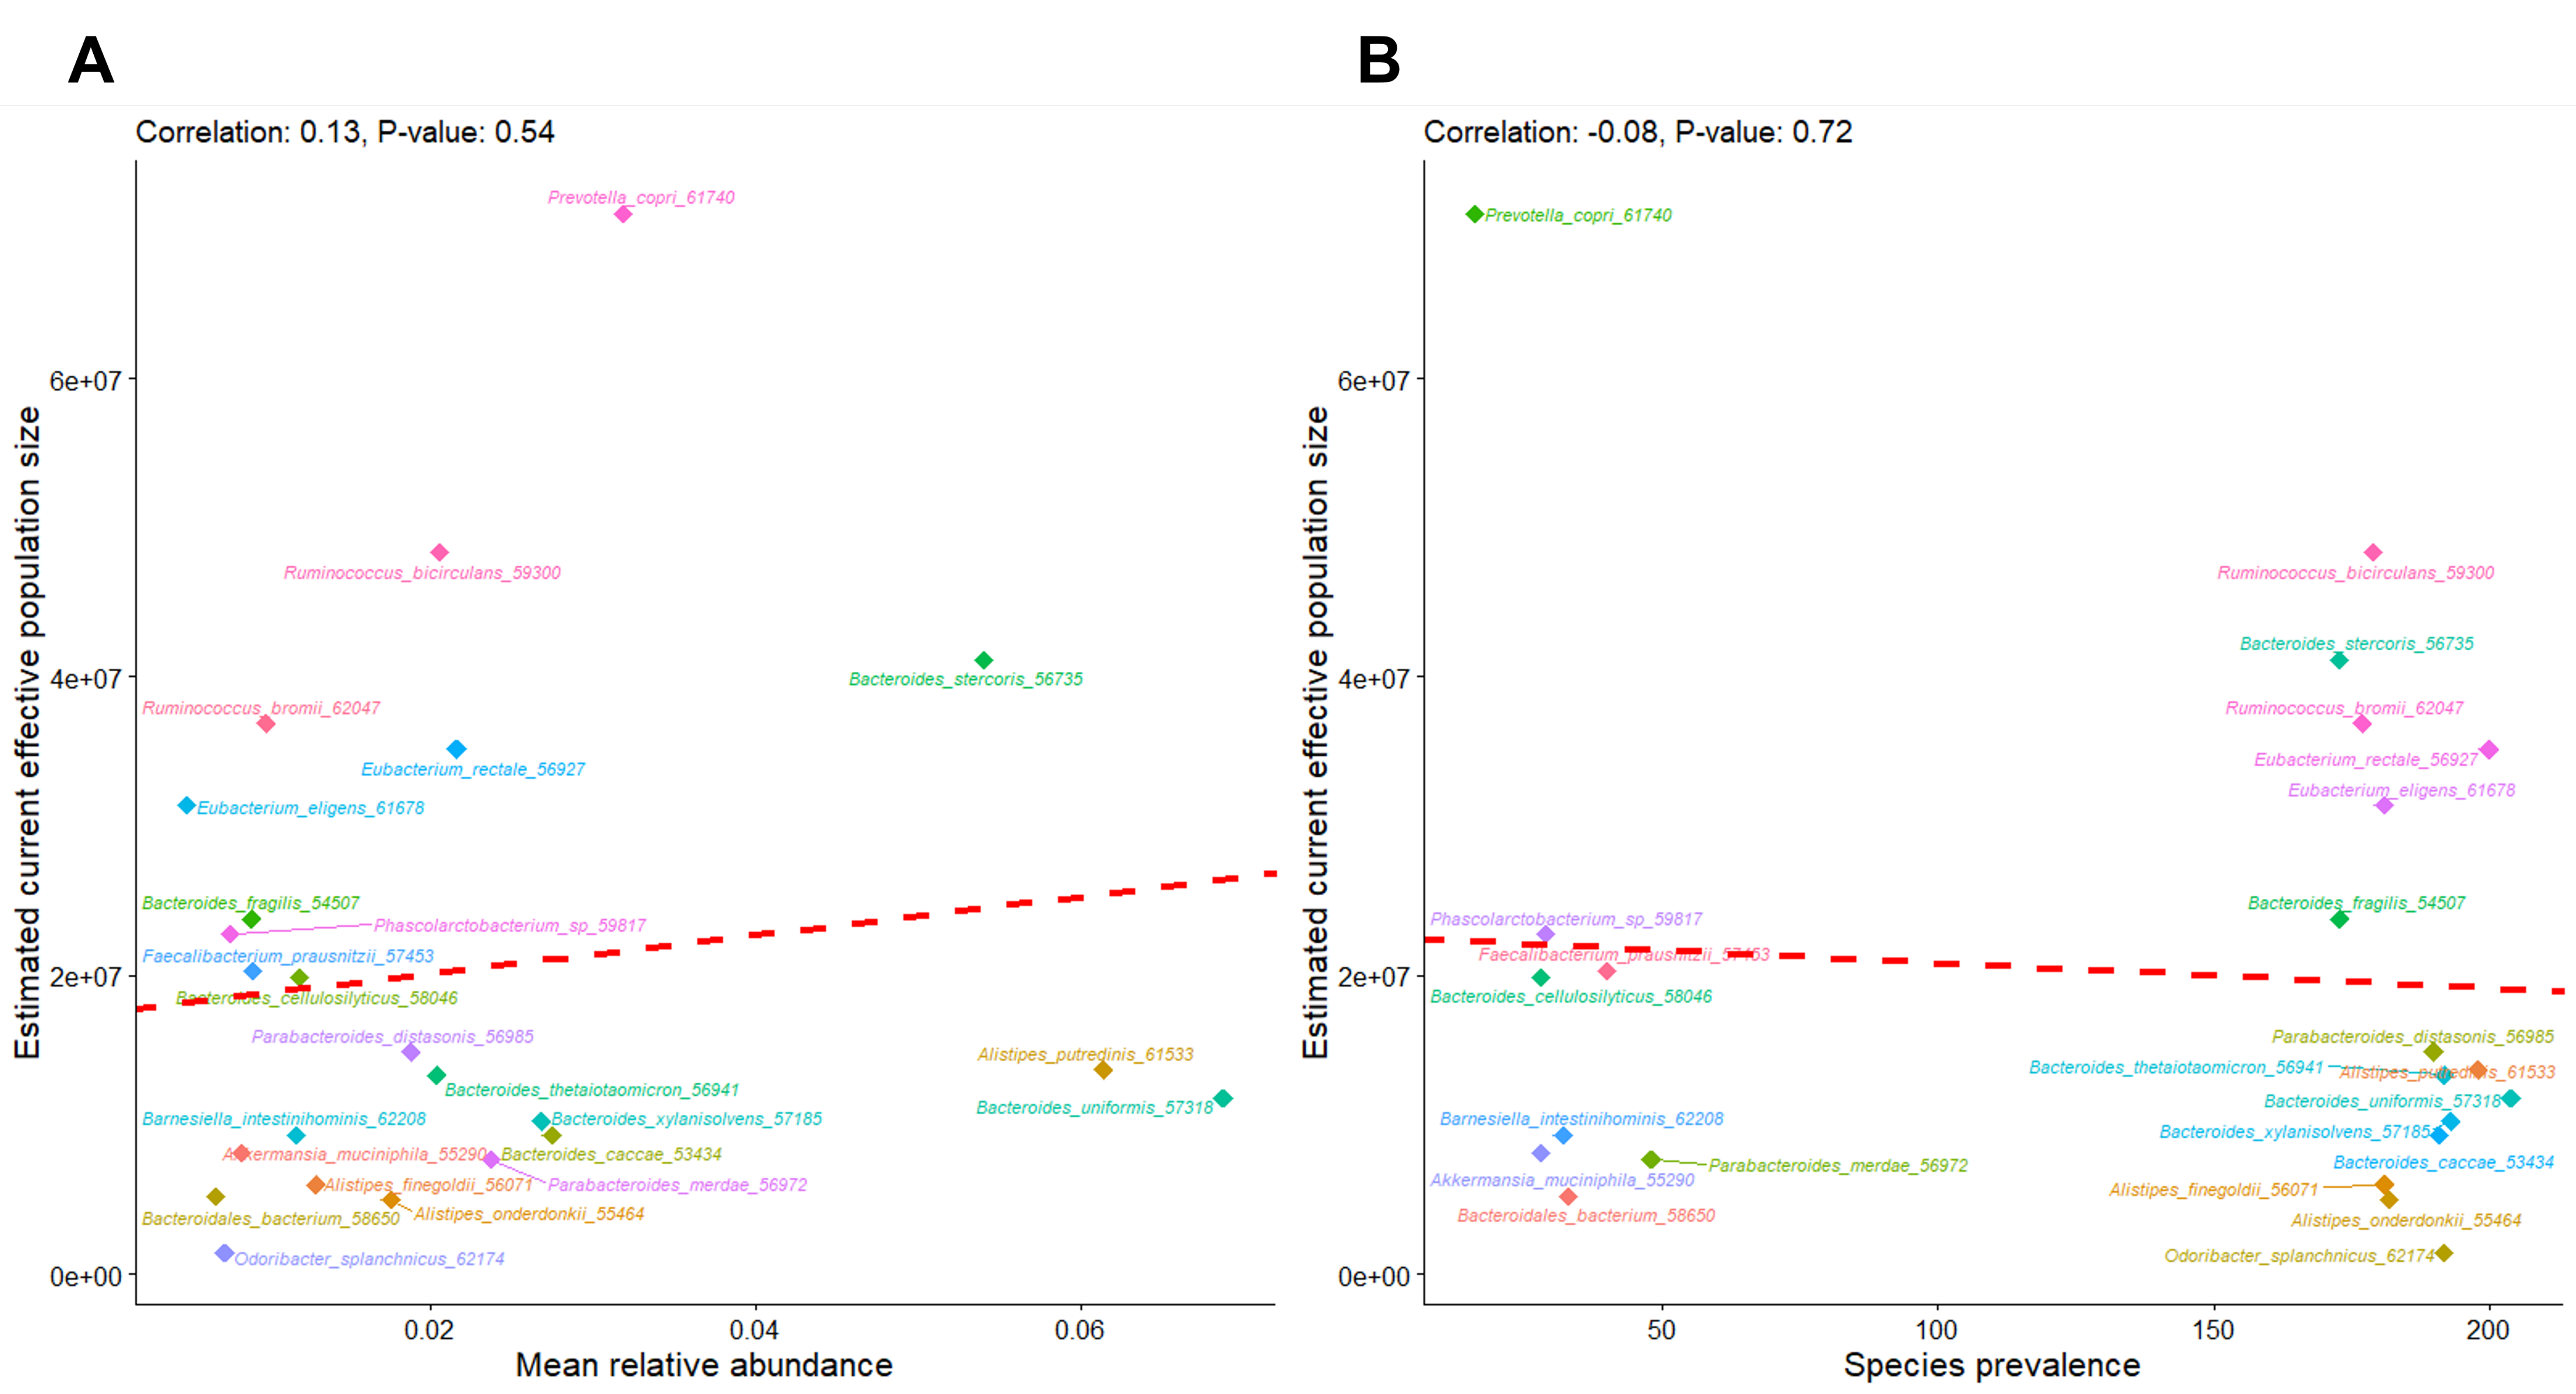 A
B
Correlation: 0.13, P-value: 0.54
Estimated current effective population size
6e+07
4e+07
2e+07
0e+00
Prevotella_copri_61740
Ruminococcus_bicirculans_59300
Bacteroides_stercoris_56735
Ruminococcus_bromii_62047
Eubacterium_rectale_56927
Eubacterium_eligens_61678
Bacteroides_fragilis_54507
Phascolarctobacterium_sp_59817
Faecalibacterium_prausnitzii_57453
Bacteroides_cellulosilyticus_58046
Parabacteroides_distasonis_56985
Alistipes_putredinis_61533
Bacteroides_thetaiotaomicron_56941
Bacteroides_uniformis_57318
Barnesiella_intestinihominis_62208
Bacteroides_xylanisolvens_57185
Akkermansia_muciniphila_55290
Bacteroides_caccae_53434
Alistipes_finegoldii_56071
Parabacteroides_merdae_56972
Bacteroidales_bacterium_58650
Alistipes_onderdonkii_55464
Odoribacter_splanchnicus_62174
0.02
0.04
0.06
Mean relative abundance
Correlation: -0.08, P-value: 0.72
Estimated current effective population size
6e+07
4e+07
2e+07
0e+00
Prevotella_copri_61740
Ruminococcus_bicirculans_59300
Bacteroides_stercoris_56735
Ruminococcus_bromii_62047
Eubacterium_rectale_56927
Eubacterium_eligens_61678
Bacteroides_fragilis_54507
Phascolarctobacterium_sp_59817
Faecalibacterium_prausnitzii_57453
Bacteroides_cellulosilyticus_58046
Parabacteroides_distasonis_56985
Bacteroides_thetaiotaomicron_56941
Alistipes_putredinis_61533
Bacteroides_uniformis_57318
Barnesiella_intestinihominis_62208
Bacteroides_xylanisolvens_57185
Bacteroides_caccae_53434
Parabacteroides_merdae_56972
Akkermansia_muciniphila_55290
Alistipes_finegoldii_56071
Bacteroidales_bacterium_58650
Alistipes_onderdonkii_55464
Odoribacter_splanchnicus_62174
50
100
150
200
Species prevalence